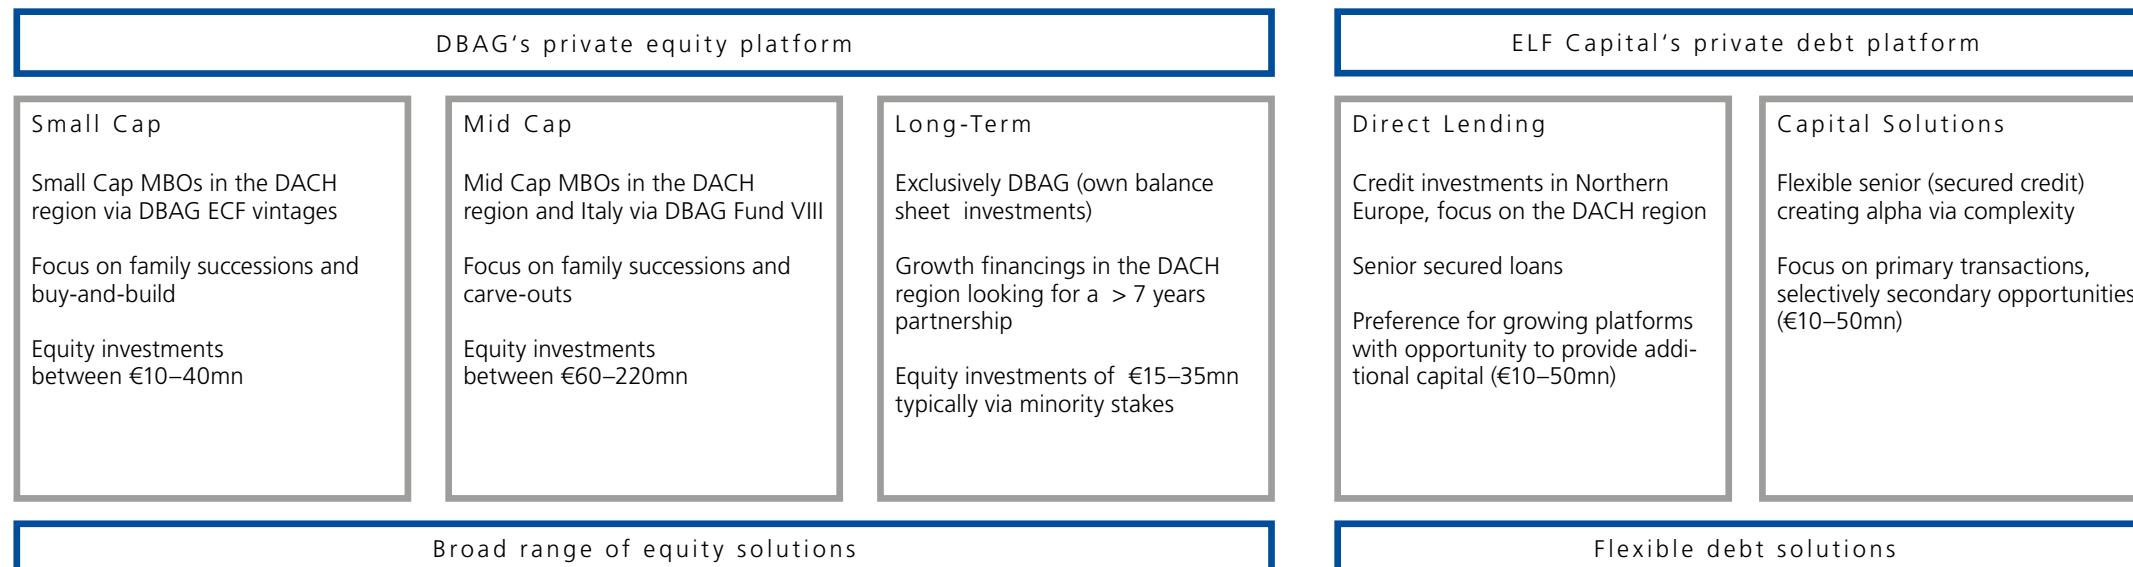 DBAG‘s private equity platform
ELF Capital‘s private debt platform
Small Cap
Small Cap MBOs in the DACH
region via DBAG ECF vintages
Focus on family successions and
buy-and-build
Equity investments
between €10–40mn
Mid Cap
Mid Cap MBOs in the DACH
region and Italy via DBAG Fund VIII
Focus on family successions and
carve-outs
Equity investments
between €60–220mn
Long-Term
Exclusively DBAG (own balance
sheet investments)
Growth financings in the DACH
region looking for a > 7 years
partnership
Equity investments of €15–35mn
typically via minority stakes
Direct Lending
Credit investments in Northern
Europe, focus on the DACH region
Senior secured loans
Preference for growing platforms
with opportunity to provide addi-
tional capital (€10–50mn)
Capital Solutions
Flexible senior (secured credit)
creating alpha via complexity
Focus on primary transactions,
selectively secondary opportunities
(€10–50mn)
Broad range of equity solutions
Flexible debt solutions